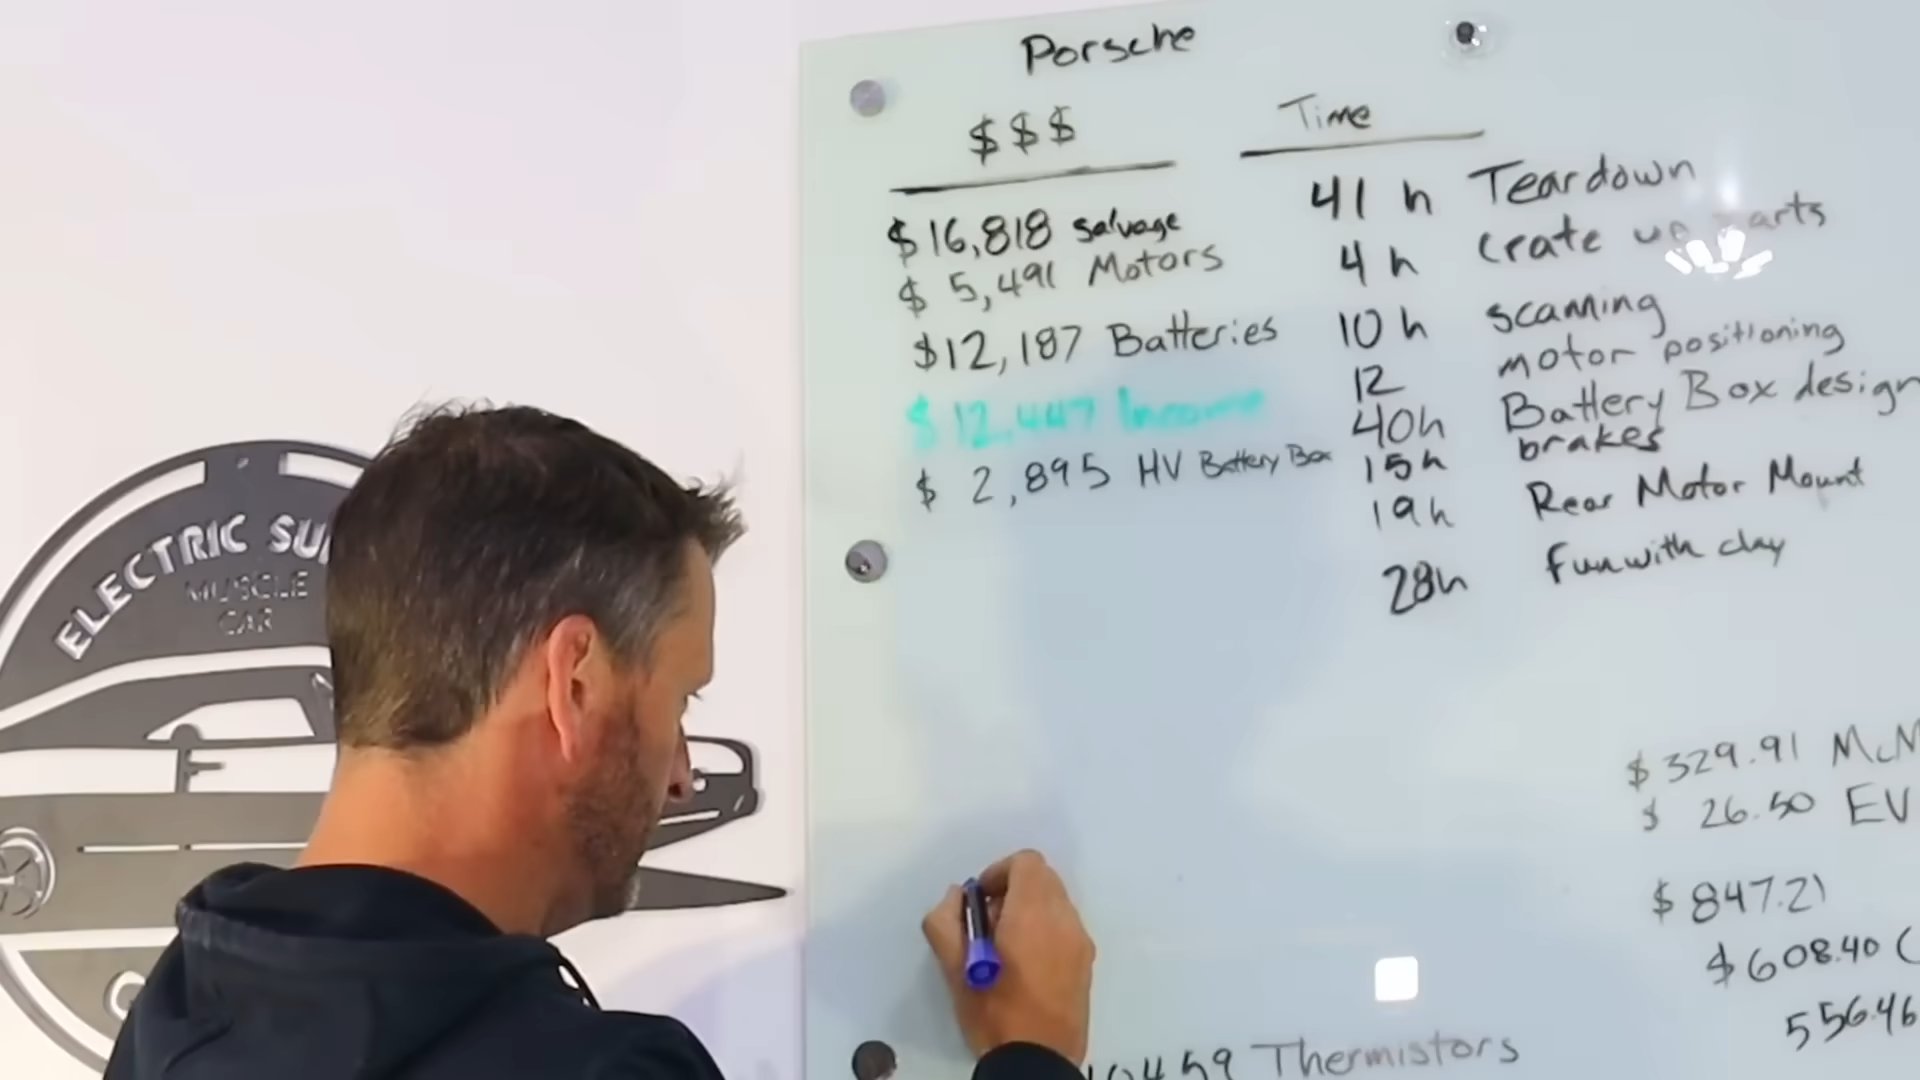 Porsche
$$$
$16,818 salvage
$ 5,491 Motors
$12,187 Batteries
$ 12,447 Income
$ 2,895 HV Battery Box
Time
41 h Teardown
4 h crate up parts
10 h scanning
12 motor positioning
40h Battery Box design
15h brakes
19h Rear Motor Mount
28h Fun with clay
$ 329.91 McM
$ 26.50 EV
$ 847.21
$ 608.40 (
556.46
459 Thermistors
ELECTRIC SU
MUSCLE
CAR